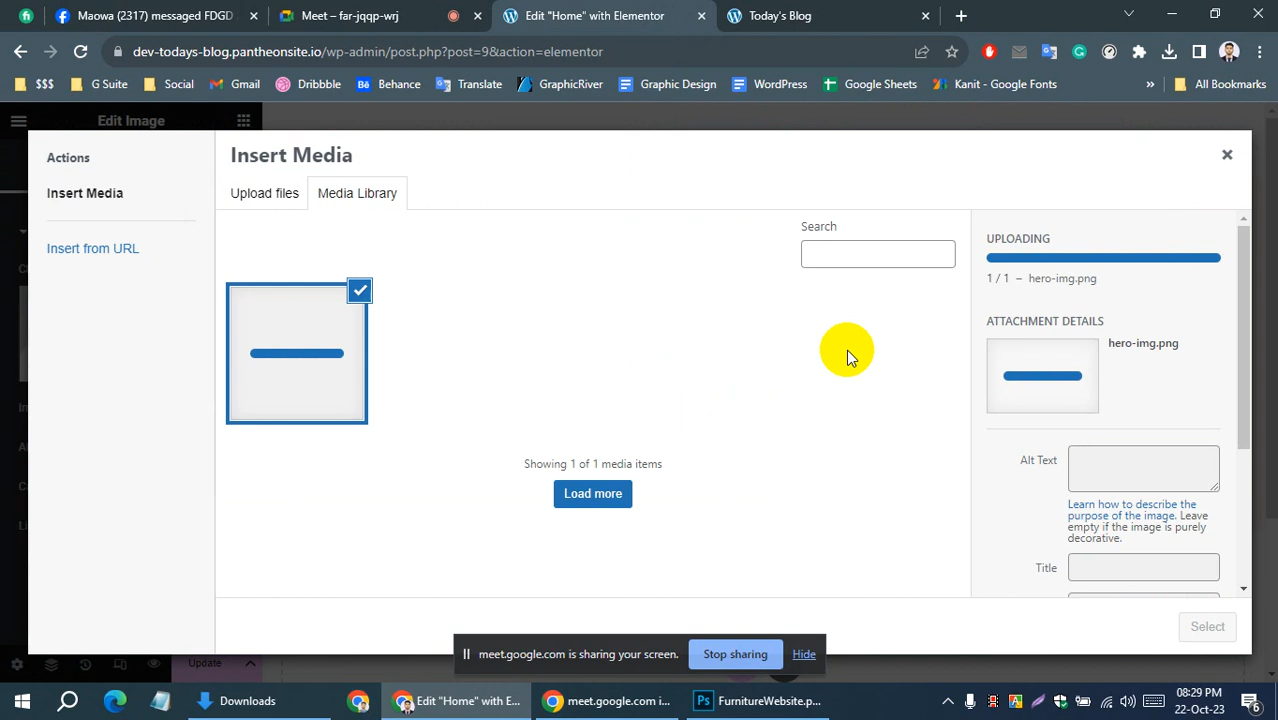 Maowa (2317) messaged FDGD
Meet – far-jqqp-wrj
Edit "Home" with Elementor
Today's Blog
dev-todays-blog.pantheonsite.io/wp-admin/post.php?post=9&action=elementor
$$$
G Suite
Social
Gmail
Dribbble
Behance
Translate
GraphicRiver
Graphic Design
WordPress
Google Sheets
Kanit - Google Fonts
»
All Bookmarks
Edit Image
Actions
Insert Media
Insert from URL
Insert Media
Upload files
Media Library
Search
UPLOADING
1 / 1 – hero-img.png
ATTACHMENT DETAILS
hero-img.png
Showing 1 of 1 media items
Load more
Alt Text
Learn how to describe the
purpose of the image. Leave
empty if the image is purely
decorative.
Title
Select
Update
meet.google.com is sharing your screen.
Stop sharing
Hide
Downloads
Edit "Home" with E...
meet.google.com i...
FurnitureWebsite.p...
08:29 PM
22-Oct-23
6